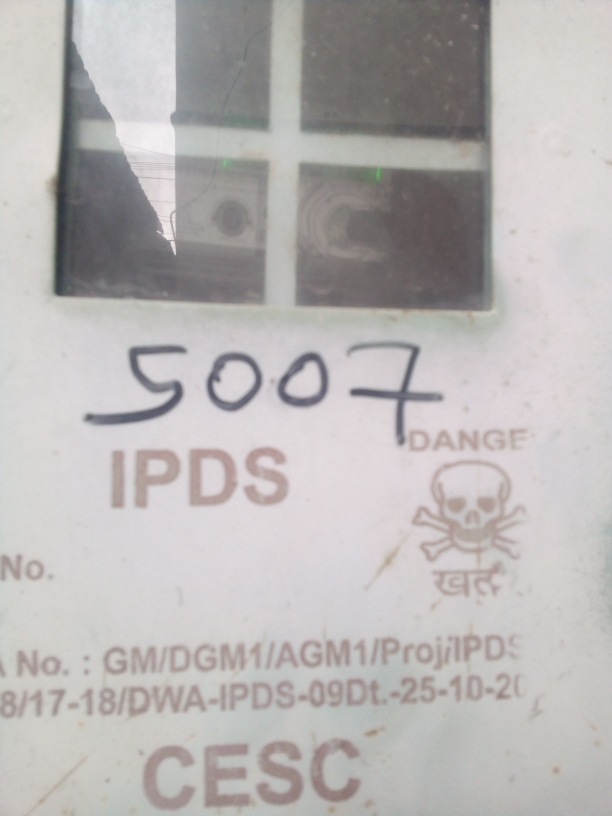 5007
DANGE
IPDS
खत
No.
A No. : GM/DGM1/AGM1/Proj/IPDS
8/17-18/DWA-IPDS-09Dt.-25-10-20
CESC